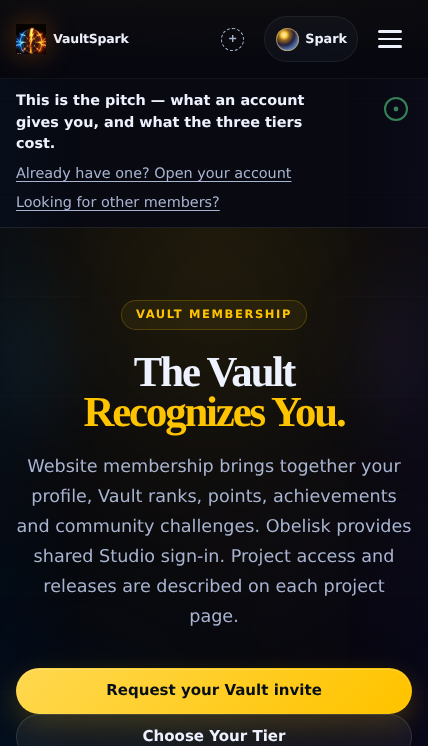 VaultSpark
+
Spark
This is the pitch — what an account
gives you, and what the three tiers
cost.
Already have one? Open your account
Looking for other members?
VAULT MEMBERSHIP
The Vault
Recognizes You.
Website membership brings together your
profile, Vault ranks, points, achievements
and community challenges. Obelisk provides
shared Studio sign-in. Project access and
releases are described on each project
page.
Request your Vault invite
Choose Your Tier